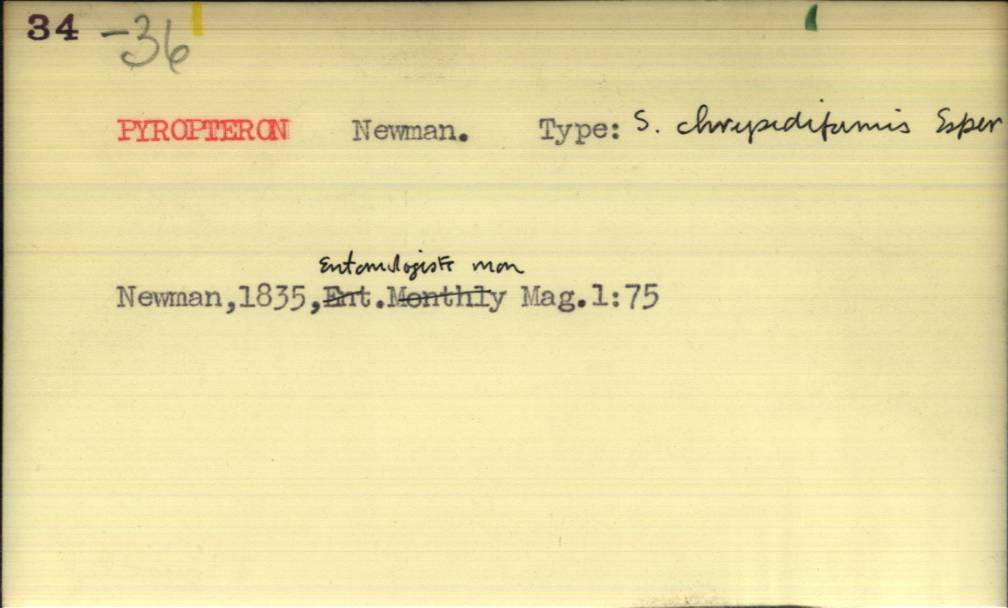 34 -36
PYROPTERON Newman. Type: S. chrysidiformis Esper
Entomologists mon
Newman,1835,Ent.Monthly Mag.1:75